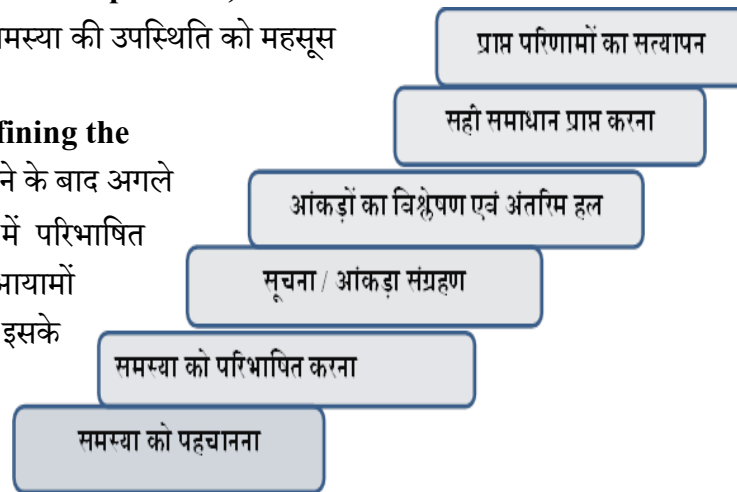 मस्या की उपस्थिति को महसूस
fining the
ने के बाद अगले
में परिभाषित
आयामों
इसके
प्राप्त परिणामों का सत्यापन
सही समाधान प्राप्त करना
आंकड़ों का विश्लेषण एवं अंतरिम हल
सूचना / आंकड़ा संग्रहण
समस्या को परिभाषित करना
समस्या को पहचानना